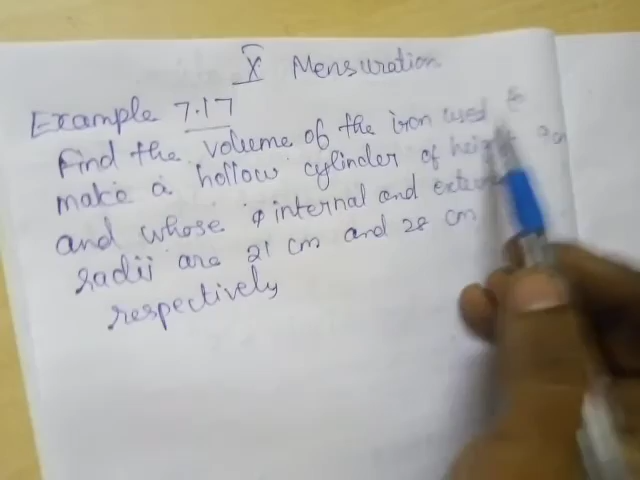 X Mensuration
Example 7.17
Find the volume of the iron used to
make a hollow cylinder of height
and whose internal and
radii are 21 cm and 28 cm
respectively